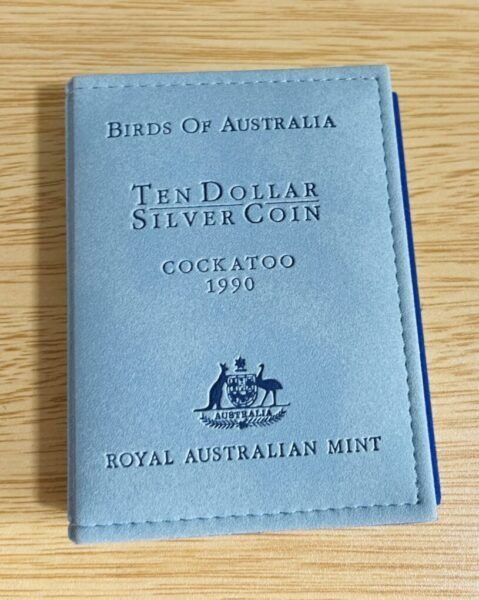 BIRDS OF AUSTRALIA
TEN DOLLAR
SILVER COIN
COCKATOO
1990
AUSTRALIA
ROYAL AUSTRALIAN MINT